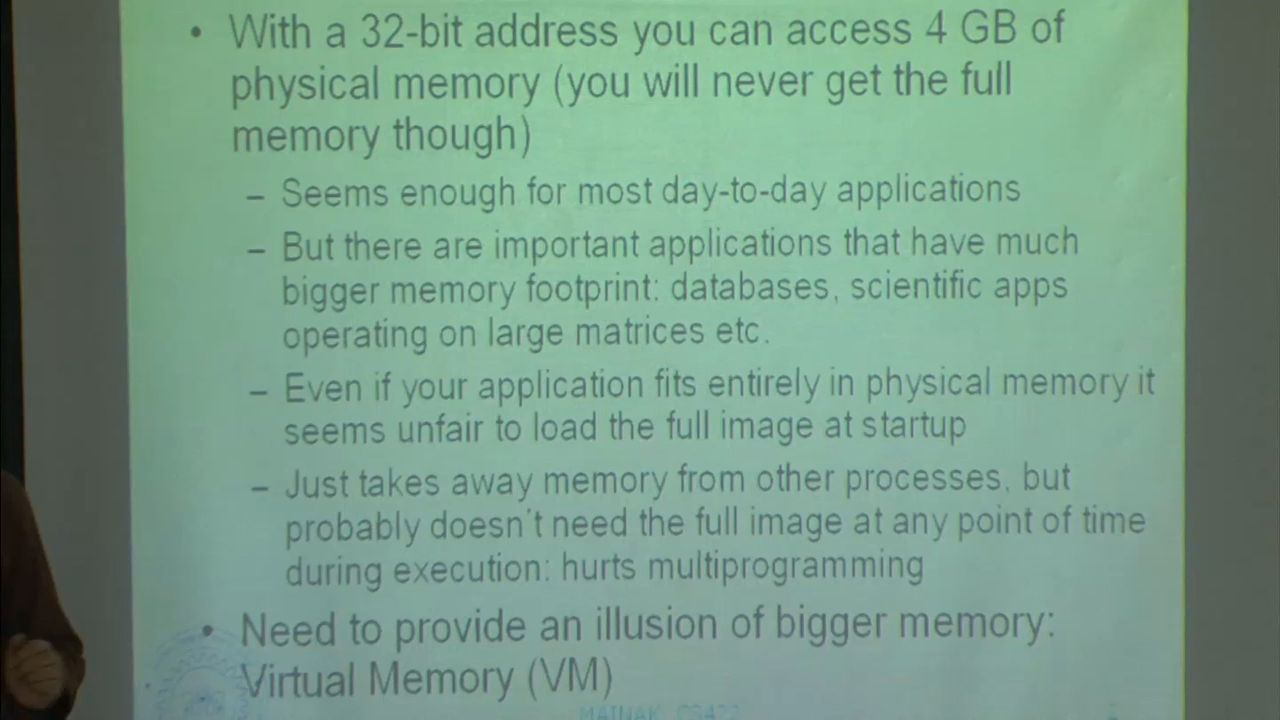 • With a 32-bit address you can access 4 GB of
physical memory (you will never get the full
memory though)
– Seems enough for most day-to-day applications
– But there are important applications that have much
bigger memory footprint: databases, scientific apps
operating on large matrices etc.
– Even if your application fits entirely in physical memory it
seems unfair to load the full image at startup
– Just takes away memory from other processes, but
probably doesn't need the full image at any point of time
during execution: hurts multiprogramming
• Need to provide an illusion of bigger memory:
Virtual Memory (VM)
MAINAK CS422